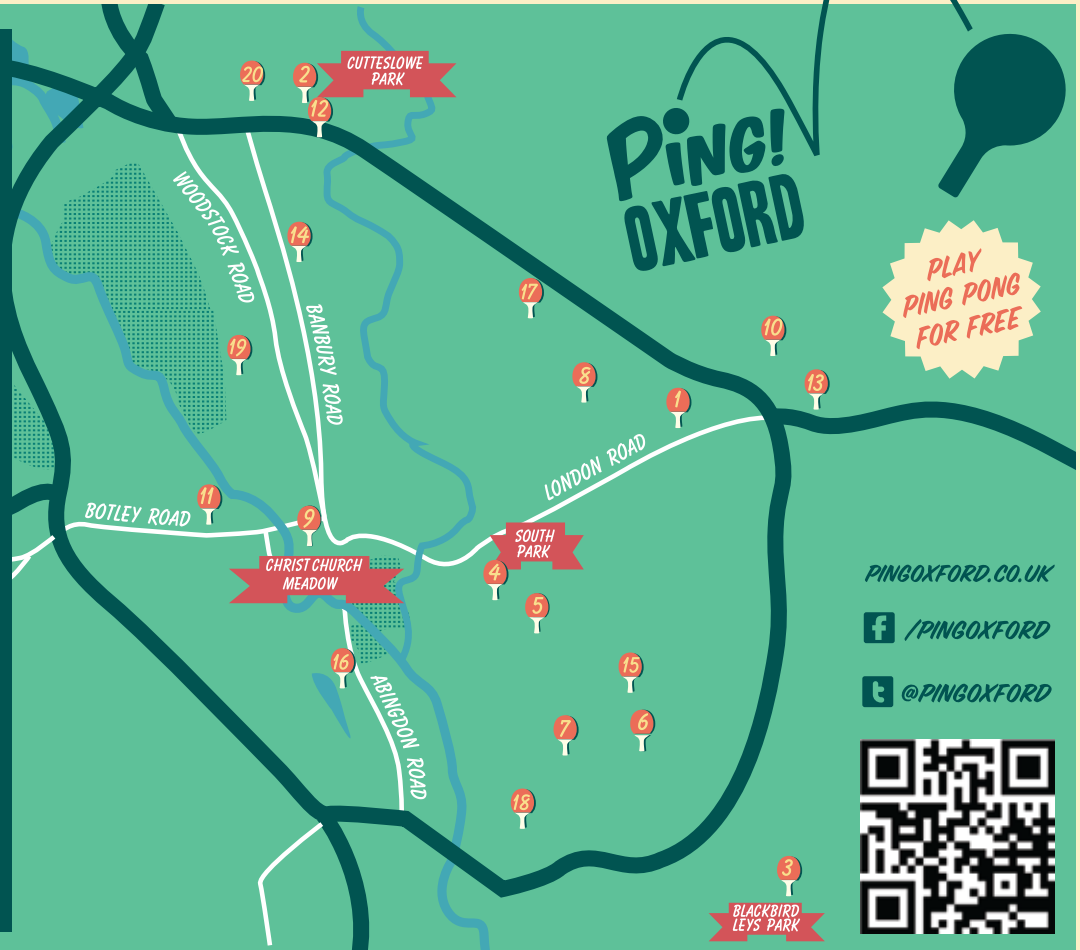 CUTTESLOWE
PARK
20
2
12
PiNG!
OXFORD
WOODSTOCK ROAD
14
PLAY
PING PONG
FOR FREE
17
BANBURY ROAD
10
19
8
13
1
LONDON ROAD
11
BOTLEY ROAD
9
SOUTH
PARK
CHRIST CHURCH
MEADOW
4
PINGOXFORD.CO.UK
5
/PINGOXFORD
16
15
ABINGDON ROAD
t @PINGOXFORD
7
6
18
3
BLACKBIRD
LEYS PARK